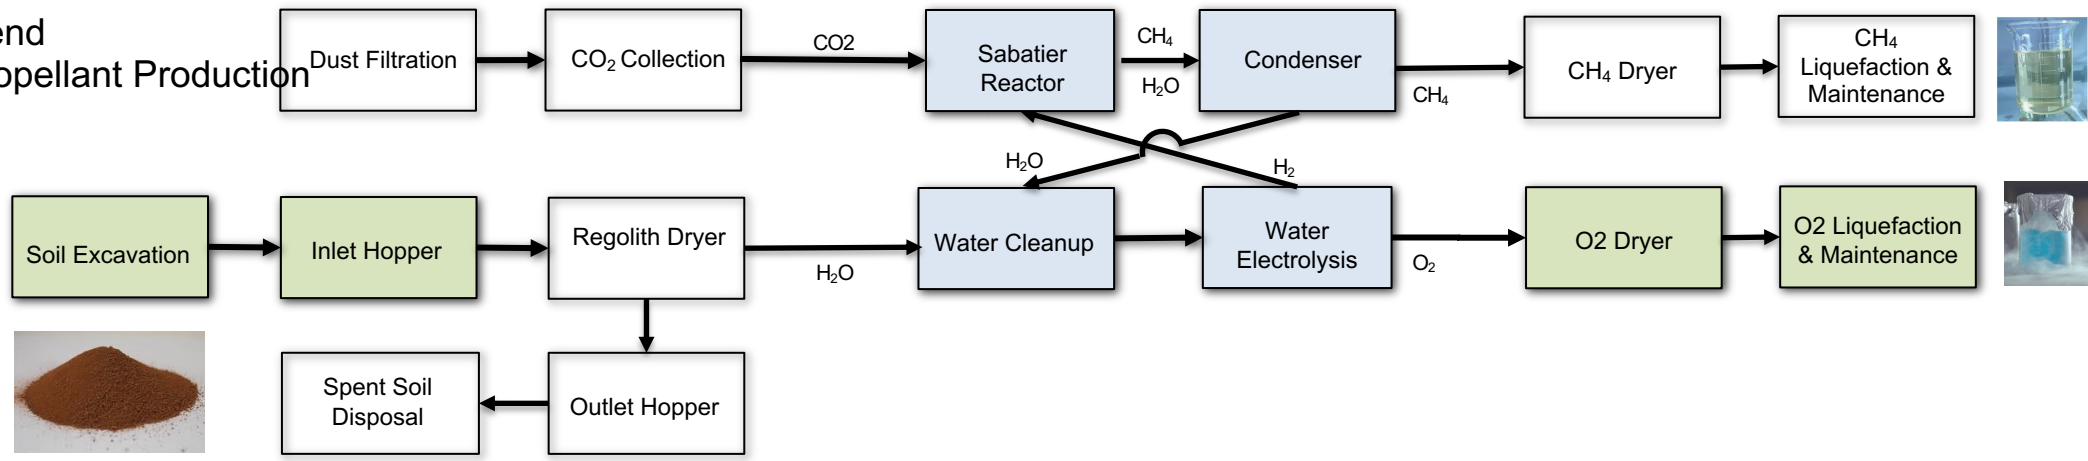 end
opellant Production
Dust Filtration
CO₂ Collection
CO2
Sabatier
Reactor
CH₄
H₂O
Condenser
CH₄
CH₄ Dryer
CH₄
Liquefaction &
Maintenance
H₂O
H₂
Soil Excavation
Inlet Hopper
Regolith Dryer
H₂O
Water Cleanup
Water
Electrolysis
O₂
O2 Dryer
O2 Liquefaction
& Maintenance
Spent Soil
Disposal
Outlet Hopper